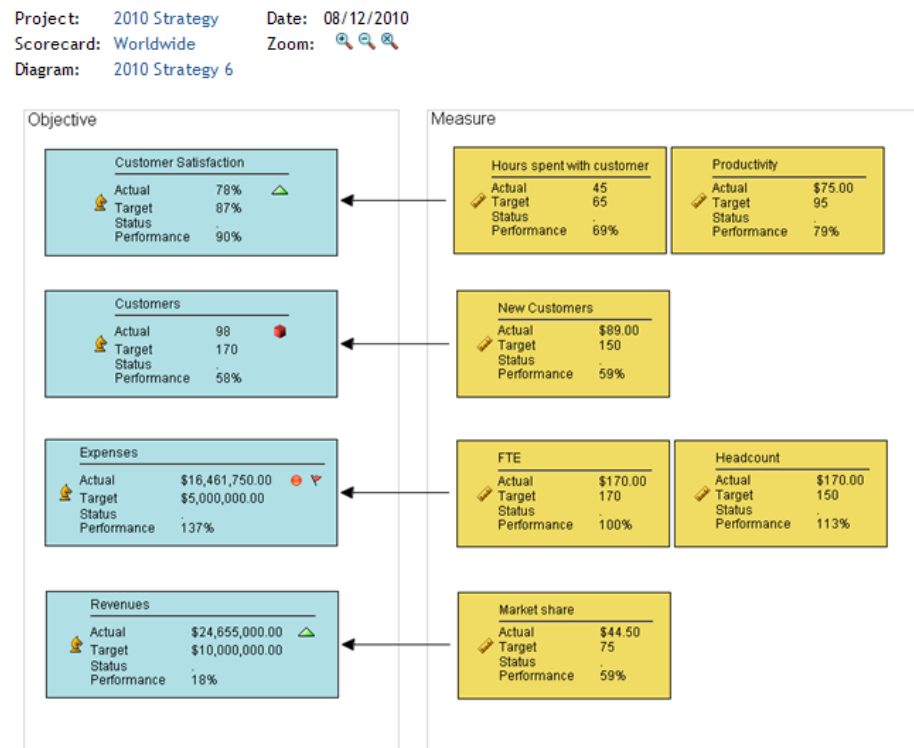 Project: 2010 Strategy Date: 08/12/2010
Scorecard: Worldwide Zoom:
Diagram: 2010 Strategy 6
Objective
Measure
Customer Satisfaction
Actual 78%
Target 87%
Status .
Performance 90%
Hours spent with customer
Actual 45
Target 65
Status .
Performance 69%
Productivity
Actual $75.00
Target 95
Status .
Performance 79%
Customers
Actual 98
Target 170
Status .
Performance 58%
New Customers
Actual $89.00
Target 150
Status .
Performance 59%
Expenses
Actual $16,461,750.00
Target $5,000,000.00
Status .
Performance 137%
FTE
Actual $170.00
Target 170
Status .
Performance 100%
Headcount
Actual $170.00
Target 150
Status .
Performance 113%
Revenues
Actual $24,655,000.00
Target $10,000,000.00
Status .
Performance 18%
Market share
Actual $44.50
Target 75
Status .
Performance 59%